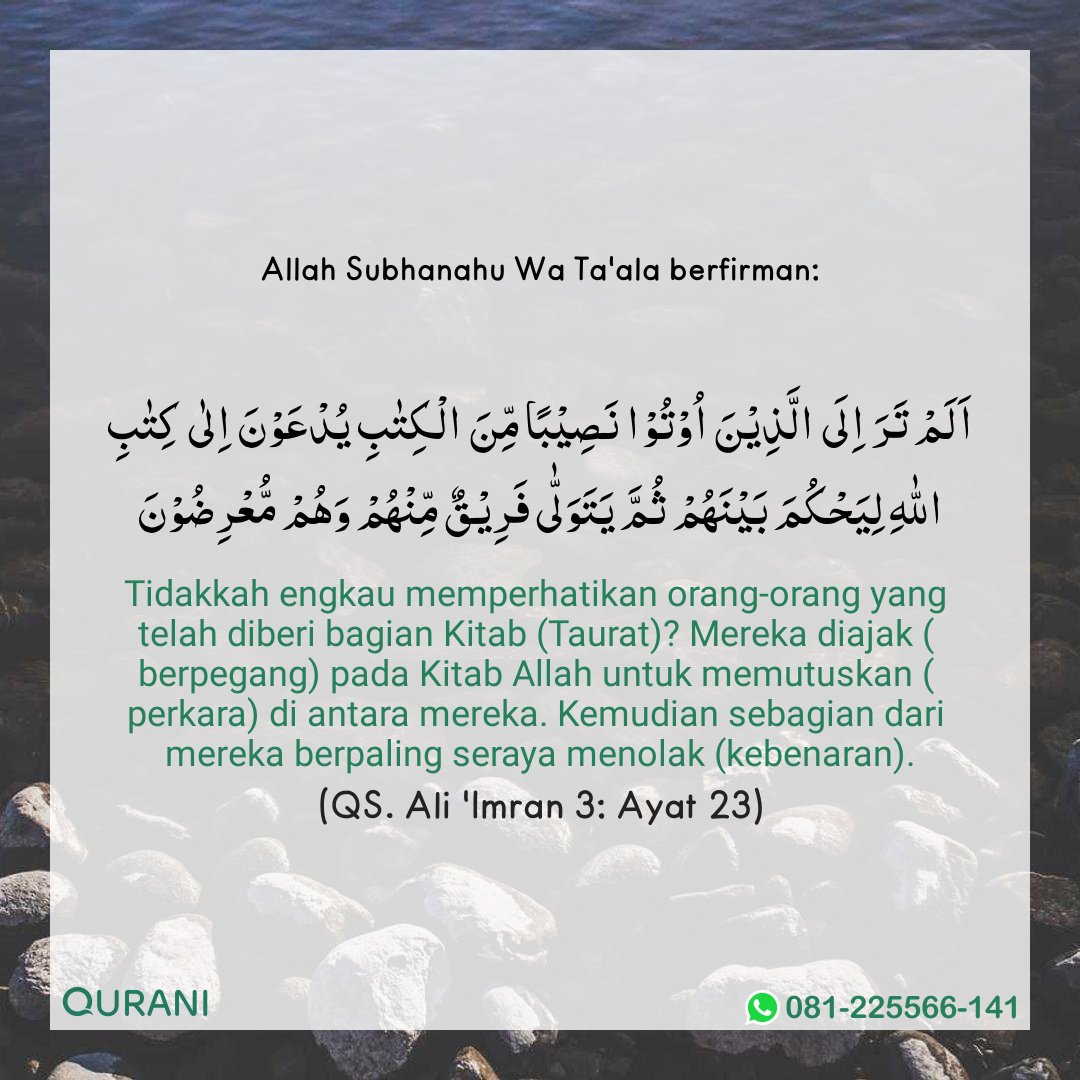 Allah Subhanahu Wa Ta'ala berfirman:
اَلَمْ تَرَ اِلَى الَّذِيْنَ اُوْتُوْا نَصِيْبًا مِّنَ الْكِتٰبِ يُدْعَوْنَ اِلٰى كِتٰبِ
اللّٰهِ لِيَحْكُمَ بَيْنَهُمْ ثُمَّ يَتَوَلّٰى فَرِيْقٌ مِّنْهُمْ وَهُمْ مُّعْرِضُوْنَ
Tidakkah engkau memperhatikan orang-orang yang
telah diberi bagian Kitab (Taurat)? Mereka diajak (
berpegang) pada Kitab Allah untuk memutuskan (
perkara) di antara mereka. Kemudian sebagian dari
mereka berpaling seraya menolak (kebenaran).
(QS. Ali 'Imran 3: Ayat 23)
QURANI
081-225566-141